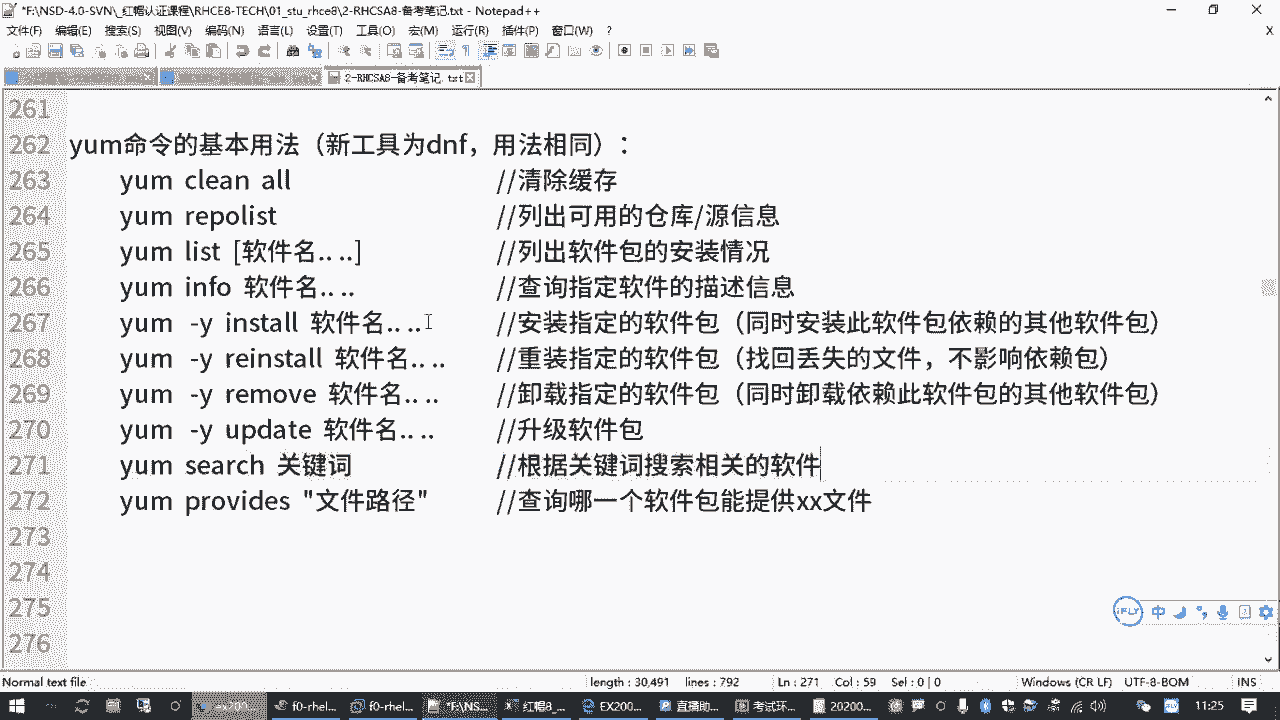 *F:\NSD-4.0-SVN\_红帽认证课程\RHCE8-TECH\01_stu_rhce8\2-RHCSA8-备考笔记.txt - Notepad++
文件(F) 编辑(E) 搜索(S) 视图(V) 编码(N) 语言(L) 设置(T) 工具(O) 宏(M) 运行(R) 插件(P) 窗口(W) ? X
2-RHCSA8-备考笔记.txt
261
262 yum命令的基本用法（新工具为dnf，用法相同）：
263 yum clean all //清除缓存
264 yum repolist //列出可用的仓库/源信息
265 yum list [软件名.. ..] //列出软件包的安装情况
266 yum info 软件名.. .. //查询指定软件的描述信息
267 yum -y install 软件名.. .. //安装指定的软件包（同时安装此软件包依赖的其他软件包）
268 yum -y reinstall 软件名.. .. //重装指定的软件包（找回丢失的文件，不影响依赖包）
269 yum -y remove 软件名.. .. //卸载指定的软件包（同时卸载依赖此软件包的其他软件包）
270 yum -y update 软件名.. .. //升级软件包
271 yum search 关键词 //根据关键词搜索相关的软件
272 yum provides "文件路径" //查询哪一个软件包能提供xx文件
273
274
275
276
iFLY 中
Normal text file length : 30,491 lines : 792 Ln : 271 Col : 59 Sel : 0 | 0 Windows (CR LF) UTF-8-BOM INS
ex200... f0-rhel... f0-rhel... *F:\NS... 红帽8_... EX200... 直播助... 考试环... 20200... 中 11:25